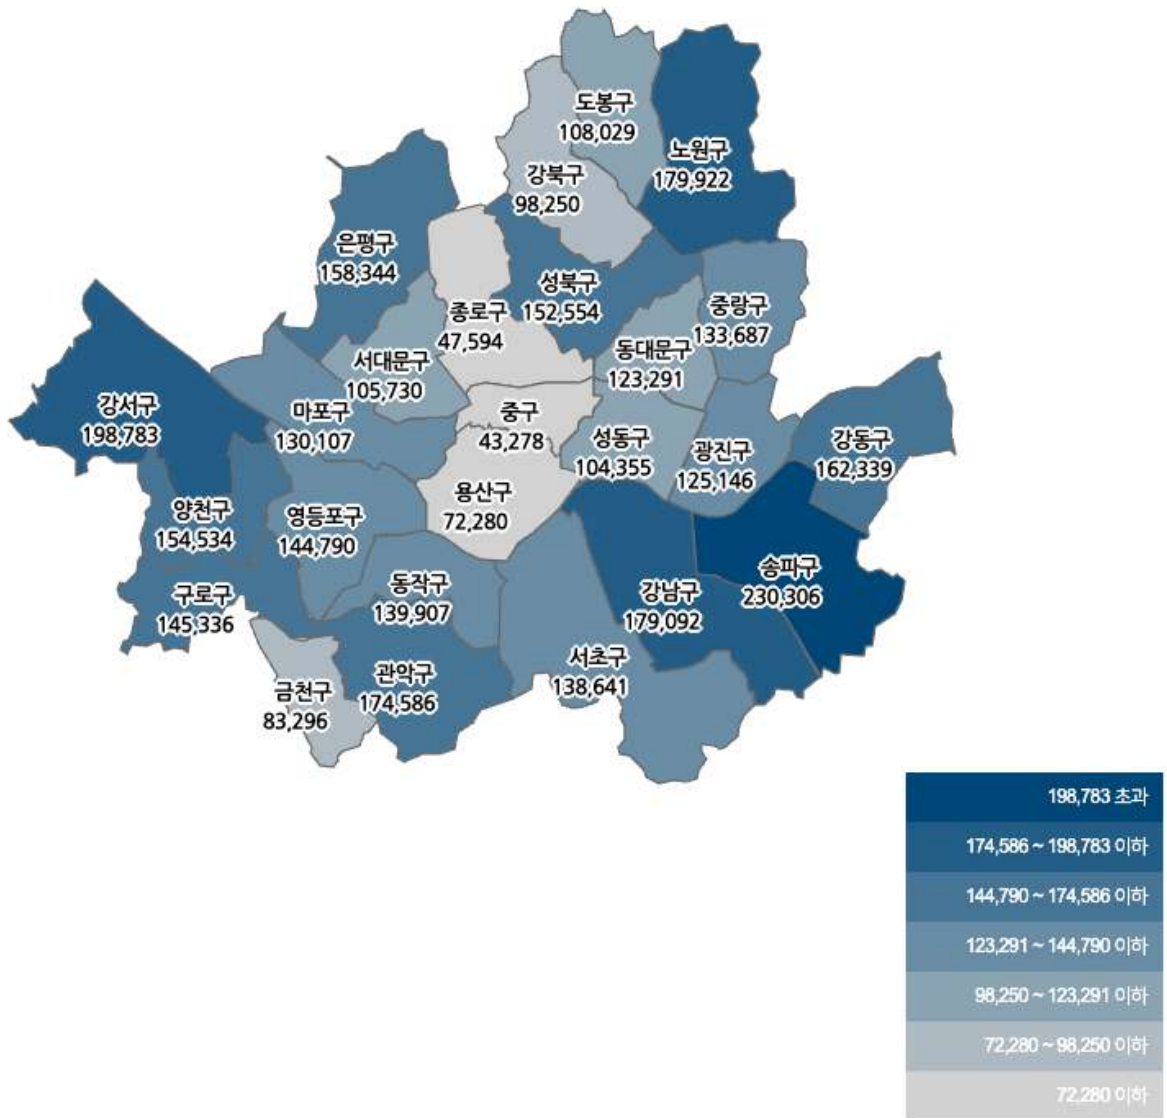 도봉구
108,029
노원구
179,922
강북구
98,250
은평구
158,344
성북구
152,554
종로구
47,594
중랑구
133,687
동대문구
123,291
서대문구
105,730
강서구
198,783
마포구
130,107
중구
43,278
성동구
104,355
광진구
125,146
강동구
162,339
양천구
154,534
영등포구
144,790
용산구
72,280
구로구
145,336
동작구
139,907
강남구
179,092
송파구
230,306
금천구
83,296
관악구
174,586
서초구
138,641
198,783 초과
174,586 ~ 198,783 이하
144,790 ~ 174,586 이하
123,291 ~ 144,790 이하
98,250 ~ 123,291 이하
72,280 ~ 98,250 이하
72,280 이하